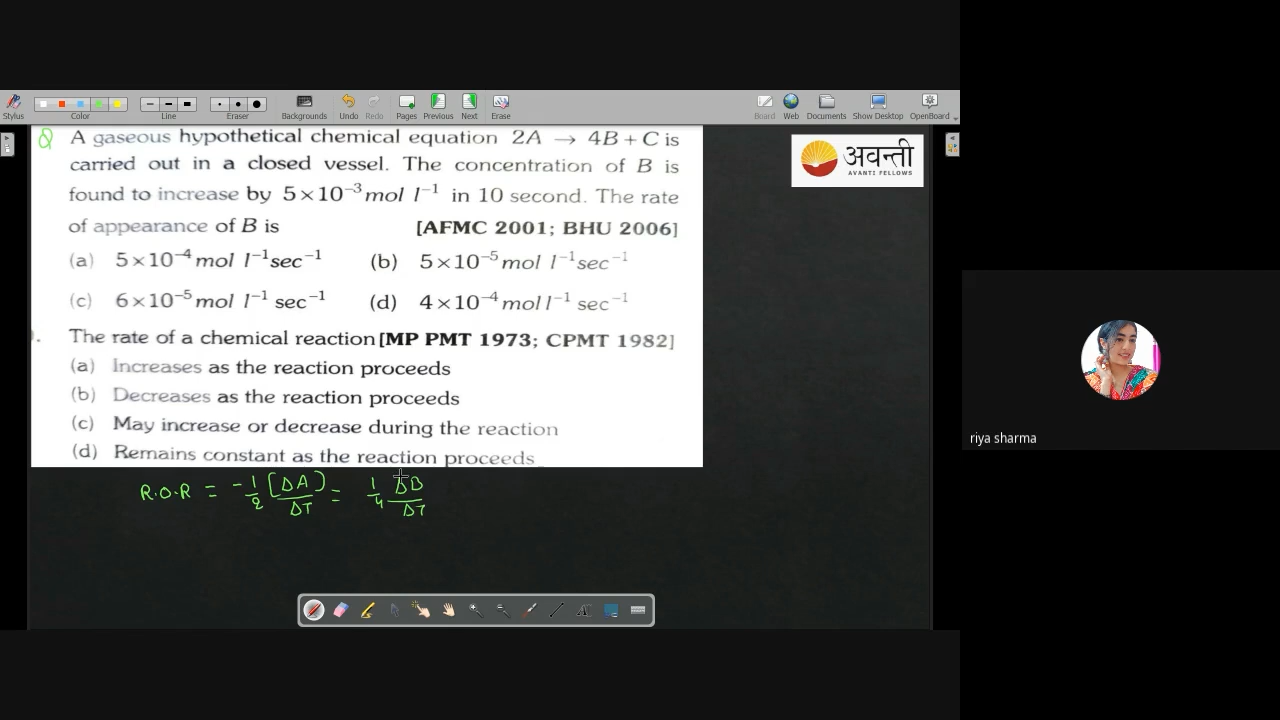 Stylus Color Line Eraser Backgrounds Undo Redo Pages Previous Next Erase Board Web Documents Show Desktop OpenBoard
Q A gaseous hypothetical chemical equation 2A → 4B + C is
carried out in a closed vessel. The concentration of B is
found to increase by 5×10⁻³ mol l⁻¹ in 10 second. The rate
of appearance of B is [AFMC 2001; BHU 2006]
(a) 5×10⁻⁴ mol l⁻¹ sec⁻¹ (b) 5×10⁻⁵ mol l⁻¹ sec⁻¹
(c) 6×10⁻⁵ mol l⁻¹ sec⁻¹ (d) 4×10⁻⁴ mol l⁻¹ sec⁻¹
. The rate of a chemical reaction [MP PMT 1973; CPMT 1982]
(a) Increases as the reaction proceeds
(b) Decreases as the reaction proceeds
(c) May increase or decrease during the reaction
(d) Remains constant as the reaction proceeds
R.O.R = -1/2 [ΔA/ΔT] = 1/4 ΔB/ΔT
अवन्ती
AVANTI FELLOWS
riya sharma